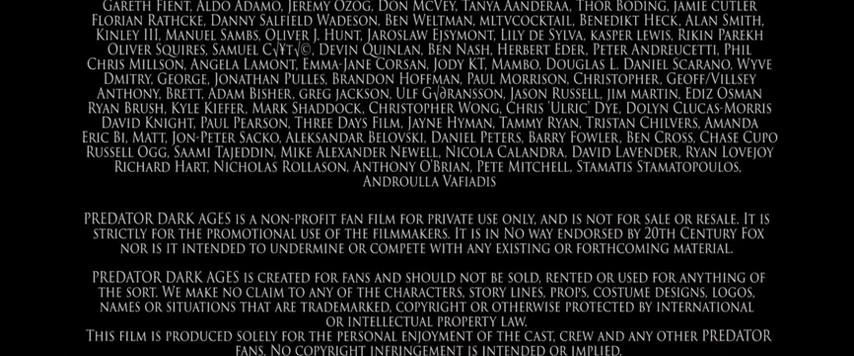 Gareth Fient, Aldo Adamo, Jeremy Ozog, Don McVey, Tanya Aanderaa, Thor Boding, jamie cutler
Florian Rathcke, Danny Salfield Wadeson, Ben Weltman, mltvcocktail, Benedikt Heck, Alan Smith,
Kinley III, Manuel Sambs, Oliver J. Hunt, Jaroslaw Ejsymont, Lily de Sylva, kasper lewis, Rikin Parekh
Oliver Squires, Samuel C√¥t√©, Devin Quinlan, Ben Nash, Herbert Eder, Peter Andreucetti, Phil
Chris Millson, Angela Lamont, Emma-Jane Corsan, Jody KT, Mambo, Douglas L. Daniel Scarano, Wyve
Dmitry, George, Jonathan Pulles, Brandon Hoffman, Paul Morrison, Christopher, Geoff/Villsey
Anthony, Brett, Adam Bisher, greg jackson, Ulf G√∂ransson, Jason Russell, jim martin, Ediz Osman
Ryan Brush, Kyle Kiefer, Mark Shaddock, Christopher Wong, Chris 'Ulric' Dye, Dolyn Clucas-Morris
David Knight, Paul Pearson, Three Days Film, Jayne Hyman, Tammy Ryan, Tristan Chilvers, Amanda
Eric Bi, Matt, Jon-Peter Sacko, Aleksandar Belovski, Daniel Peters, Barry Fowler, Ben Cross, Chase Cupo
Russell Ogg, Saami Tajeddin, Mike Alexander Newell, Nicola Calandra, David Lavender, Ryan Lovejoy
Richard Hart, Nicholas Rollason, Anthony O'Brian, Pete Mitchell, Stamatis Stamatopoulos,
Androulla Vafiadis
PREDATOR DARK AGES is a non-profit fan film for private use only, and is not for sale or resale. It is
strictly for the promotional use of the filmmakers. It is in No way endorsed by 20th Century Fox
nor is it intended to undermine or compete with any existing or forthcoming material.
PREDATOR DARK AGES is created for fans and should not be sold, rented or used for anything of
the sort. We make no claim to any of the characters, story lines, props, costume designs, logos,
names or situations that are trademarked, copyright or otherwise protected by international
or intellectual property law.
This film is produced solely for the personal enjoyment of the cast, crew and any other PREDATOR
fans. No copyright infringement is intended or implied.